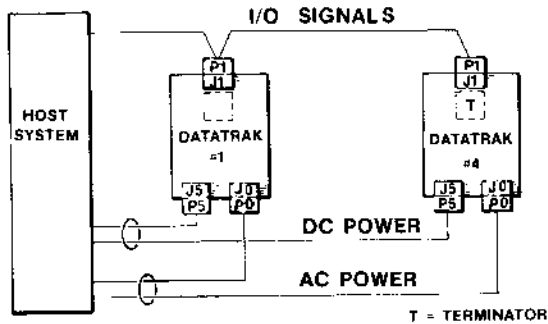 I/O SIGNALS
P1
J1
P1
J1
HOST
SYSTEM
DATATRAK
#1
T
DATATRAK
#4
J5
P5
J0
P0
J5
P5
J0
P0
DC POWER
AC POWER
T = TERMINATOR